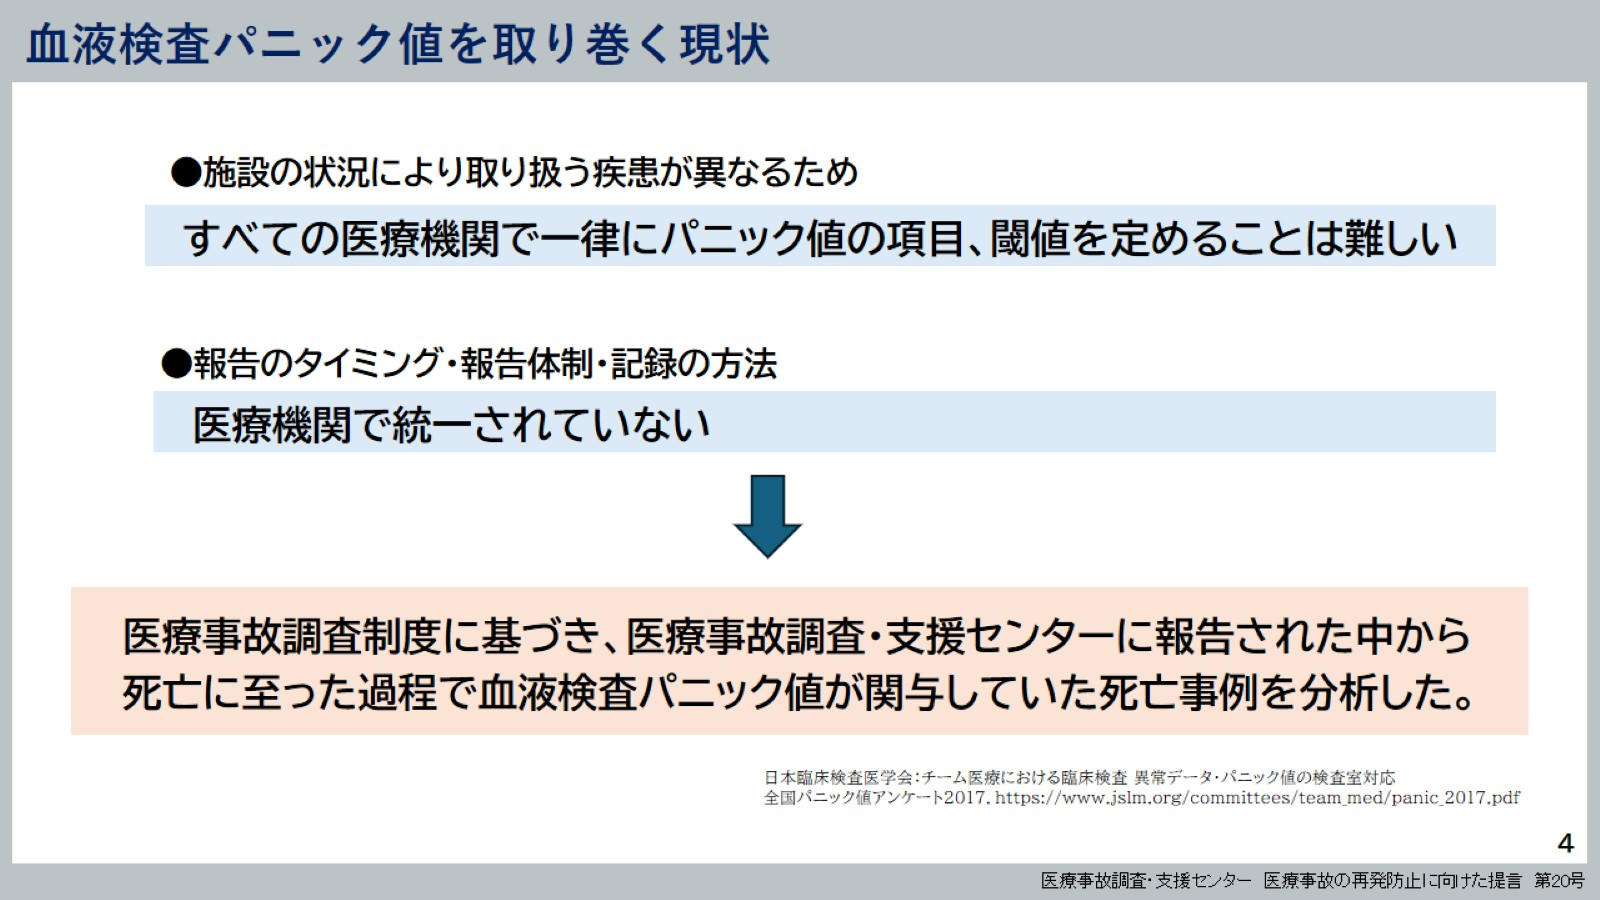 血液検査パニック値を取り巻く現状
●施設の状況により取り扱う疾患が異なるため
すべての医療機関で一律にパニック値の項目、閾値を定めることは難しい
●報告のタイミング・報告体制・記録の方法
医療機関で統一されていない
医療事故調査制度に基づき、医療事故調査・支援センターに報告された中から
死亡に至った過程で血液検査パニック値が関与していた死亡事例を分析した。
日本臨床検査医学会：チーム医療における臨床検査 異常データ・パニック値の検査室対応
全国パニック値アンケート2017. https://www.jslm.org/committees/team_med/panic_2017.pdf
4
医療事故調査・支援センター 医療事故の再発防止に向けた提言 第20号